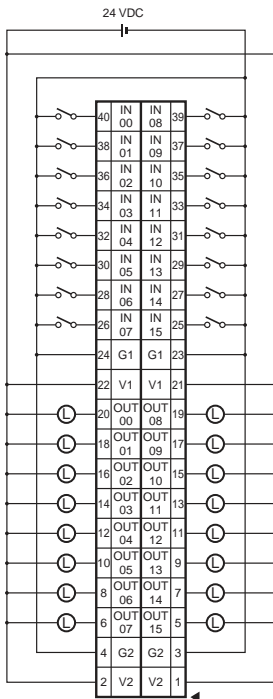 24 VDC
40 IN 00 IN 08 39
38 IN 01 IN 09 37
36 IN 02 IN 10 35
34 IN 03 IN 11 33
32 IN 04 IN 12 31
30 IN 05 IN 13 29
28 IN 06 IN 14 27
26 IN 07 IN 15 25
24 G1 G1 23
22 V1 V1 21
L 20 OUT 00 OUT 08 19 L
L 18 OUT 01 OUT 09 17 L
L 16 OUT 02 OUT 10 15 L
L 14 OUT 03 OUT 11 13 L
L 12 OUT 04 OUT 12 11 L
L 10 OUT 05 OUT 13 9 L
L 8 OUT 06 OUT 14 7 L
L 6 OUT 07 OUT 15 5 L
4 G2 G2 3
2 V2 V2 1